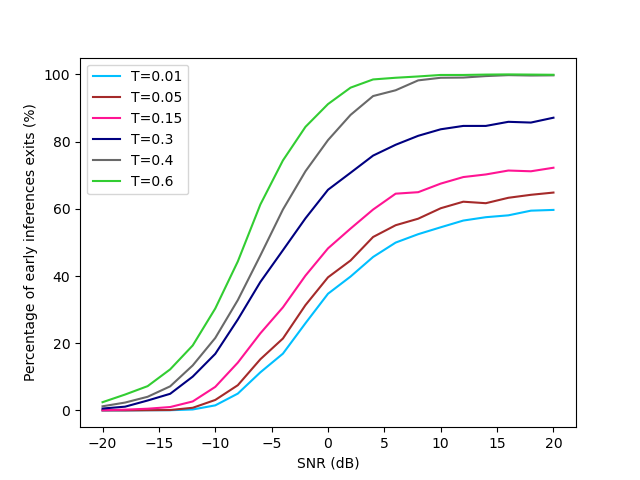 100
80
60
40
20
0
Percentage of early inferences exits (%)
T=0.01
T=0.05
T=0.15
T=0.3
T=0.4
T=0.6
−20 −15 −10 −5 0 5 10 15 20
SNR (dB)